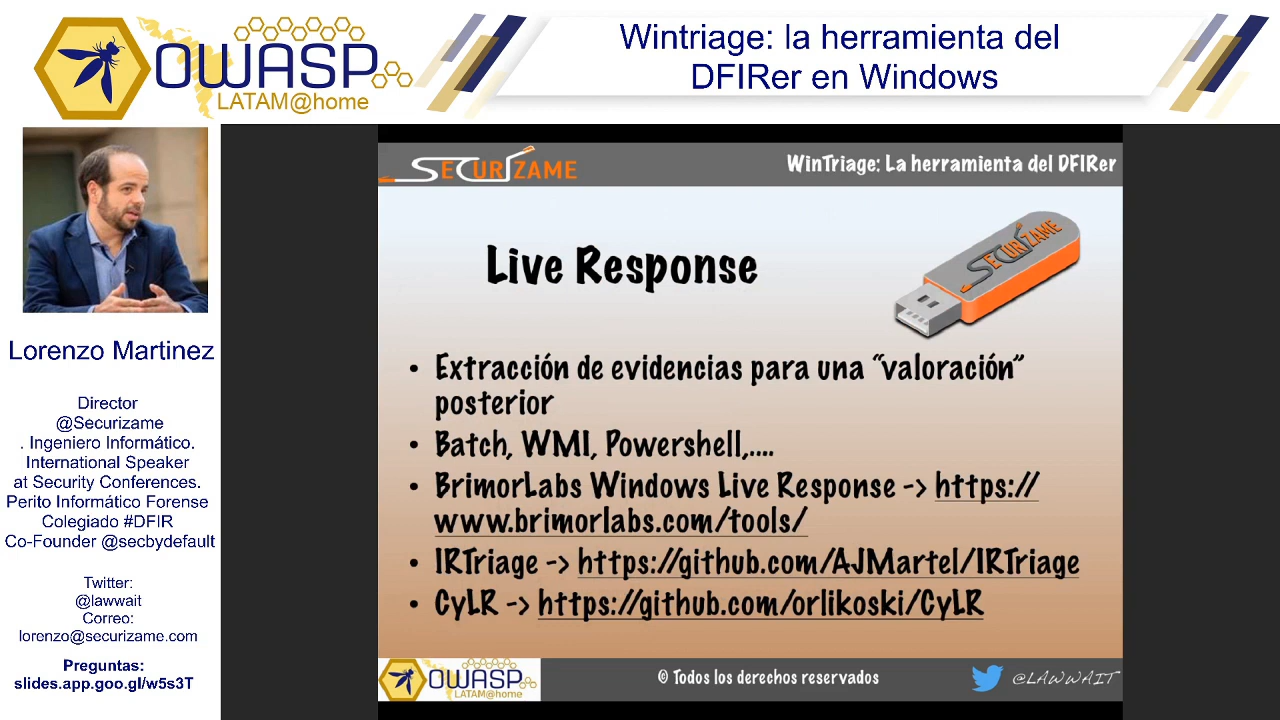 OWASP
LATAM@home
Wintriage: la herramienta del
DFIRer en Windows
Lorenzo Martinez
Director
@Securizame
. Ingeniero Informático.
International Speaker
at Security Conferences.
Perito Informático Forense
Colegiado #DFIR
Co-Founder @secbydefault
Twitter:
@lawwait
Correo:
lorenzo@securizame.com
Preguntas:
slides.app.goo.gl/w5s3T
SECURIZAME
WinTriage: La herramienta del DFIRer
SECURIZAME
Live Response
• Extracción de evidencias para una “valoración”
posterior
• Batch, WMI, Powershell,....
• BrimorLabs Windows Live Response -> https://
www.brimorlabs.com/tools/
• IRTriage -> https://github.com/AJMartel/IRTriage
• CyLR -> https://github.com/orlikoski/CyLR
OWASP
LATAM@home
© Todos los derechos reservados
@LAWWAIT